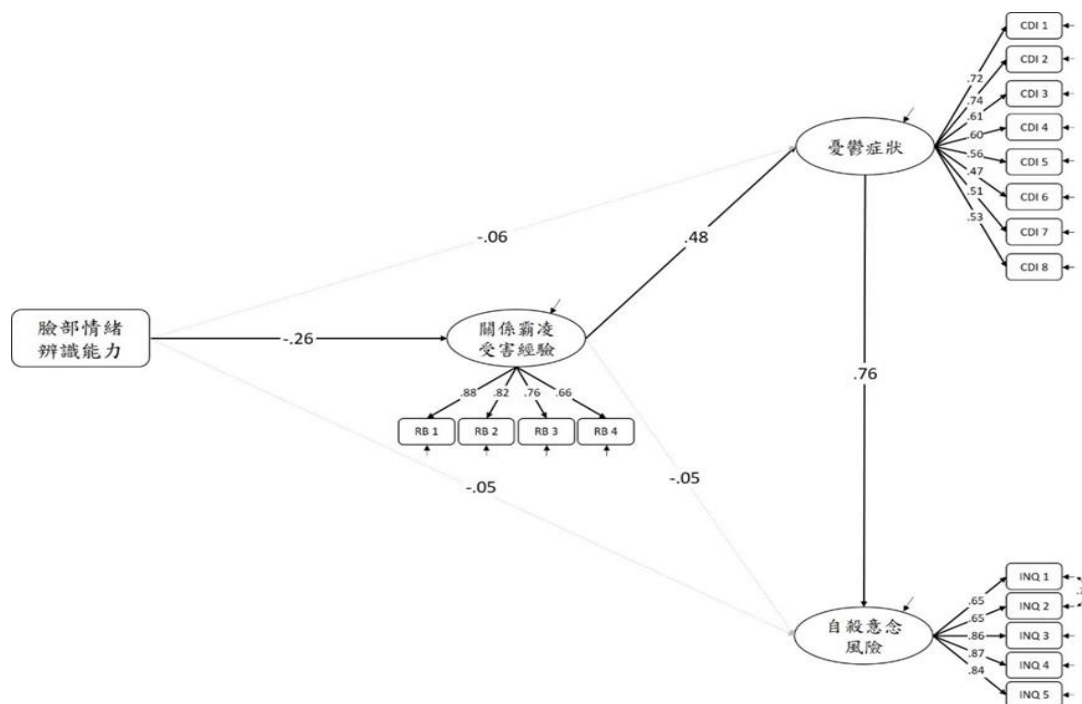 CDI 1
CDI 2
CDI 3
CDI 4
CDI 5
CDI 6
CDI 7
CDI 8
.72
.74
.61
.60
.56
.47
.51
.53
憂鬱症狀
-.06
.48
臉部情緒
辨識能力
-.26
關係霸凌
受害經驗
.76
.88
.82
.76
.66
RB 1
RB 2
RB 3
RB 4
-.05
-.05
自殺意念
風險
.65
.65
.86
.87
.84
INQ 1
INQ 2
INQ 3
INQ 4
INQ 5